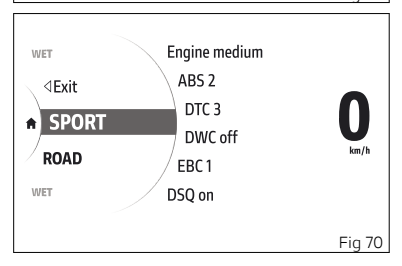 WET
◁Exit
SPORT
ROAD
WET
Engine medium
ABS 2
DTC 3
DWC off
EBC 1
DSQ on
0
km/h
Fig 70